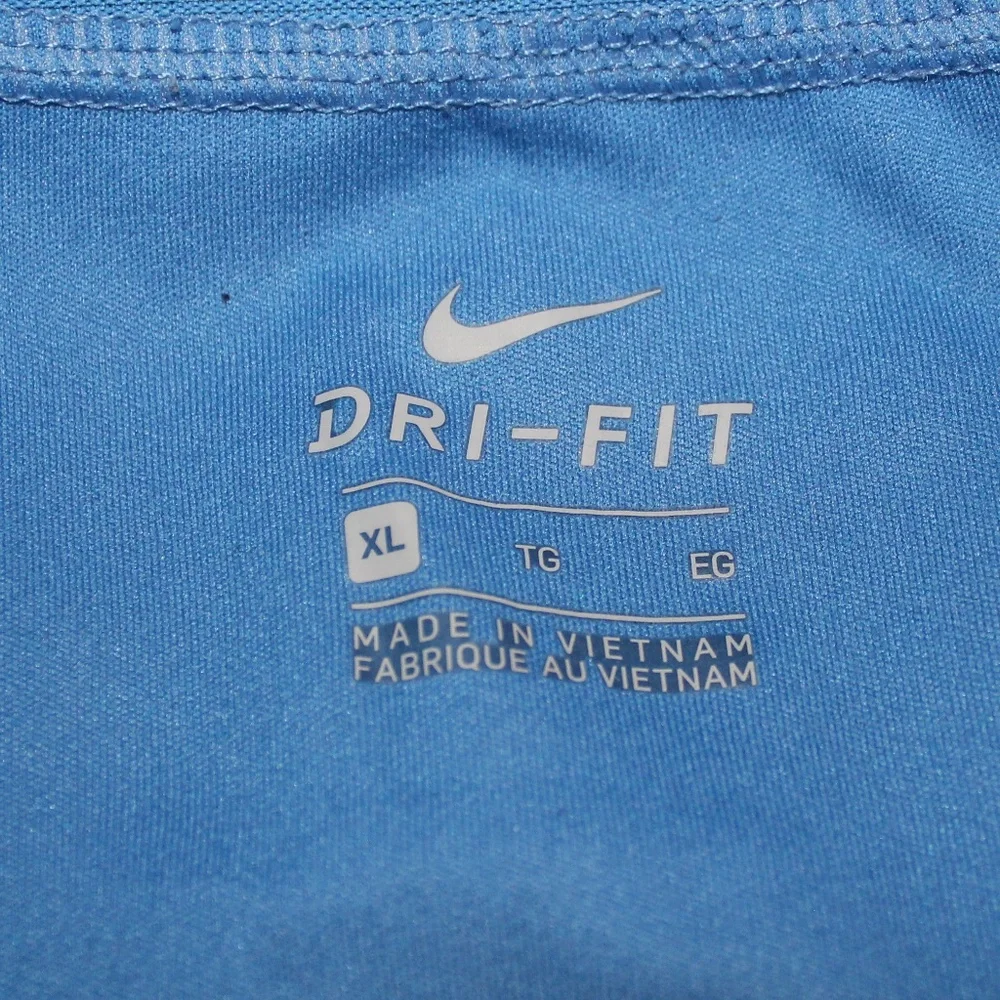 DRI-FIT
XL TG EG
MADE IN VIETNAM
FABRIQUE AU VIETNAM